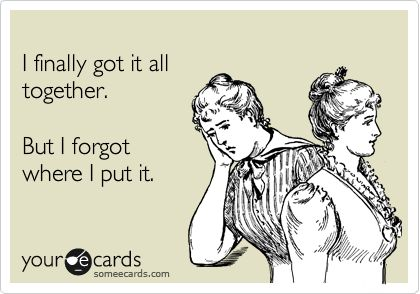 I finally got it all
together.
But I forgot
where I put it.
your e cards
someecards.com